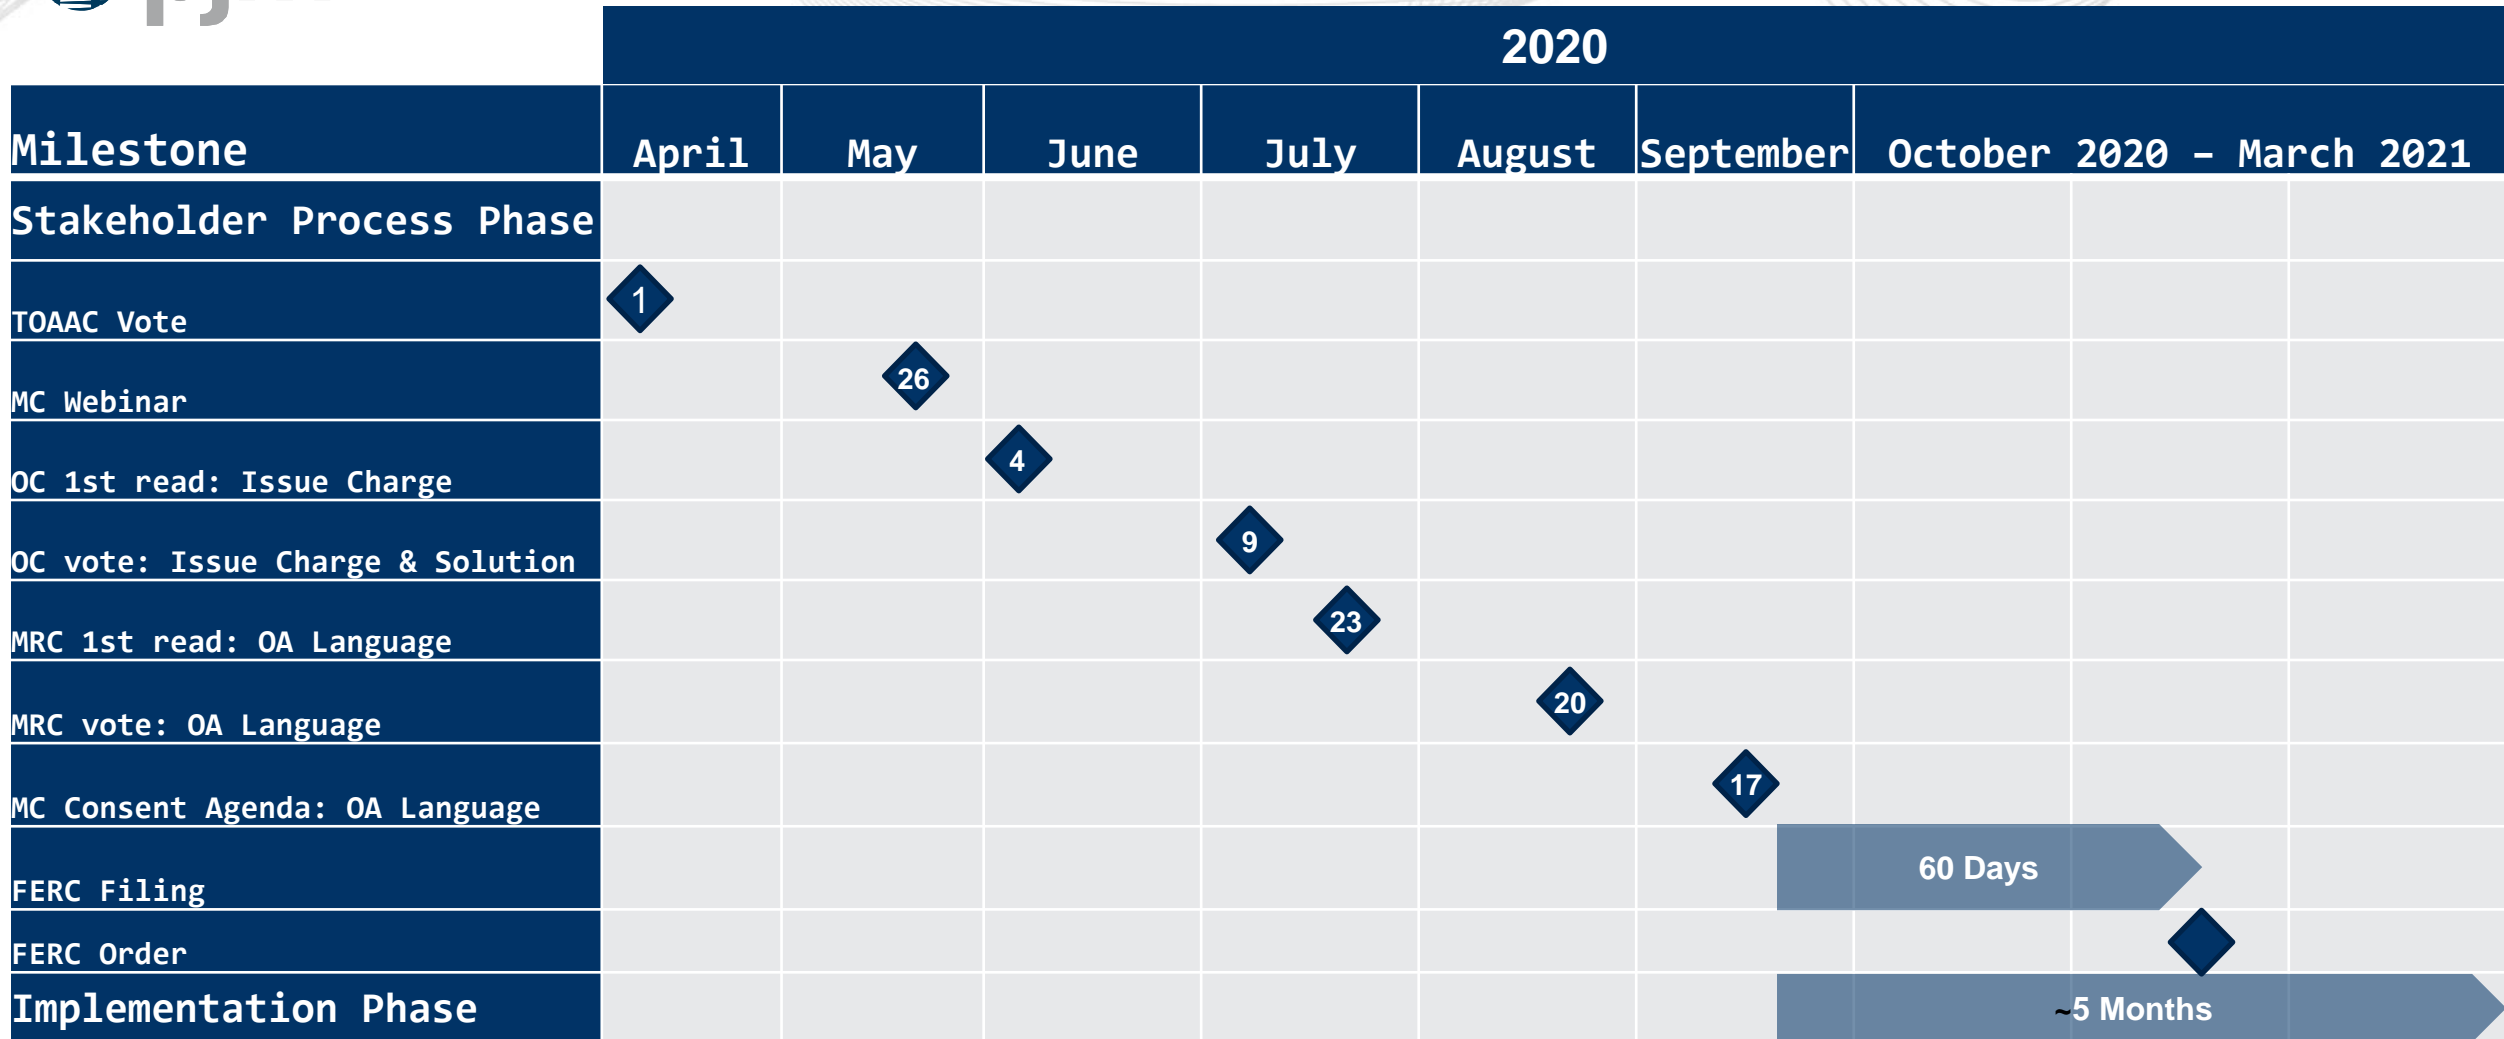 2020
Milestone April May June July August September October 2020 – March 2021
Stakeholder Process Phase
TOAAC Vote 1
MC Webinar 26
OC 1st read: Issue Charge 4
OC vote: Issue Charge & Solution 9
MRC 1st read: OA Language 23
MRC vote: OA Language 20
MC Consent Agenda: OA Language 17
FERC Filing 60 Days
FERC Order
Implementation Phase ~5 Months